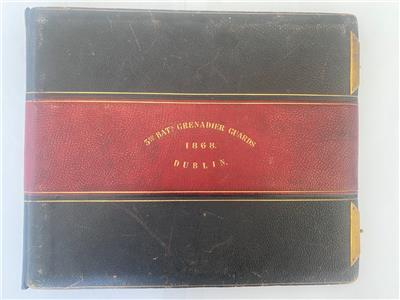 3RD BATN GRENADIER GUARDS
1868.
DUBLIN.